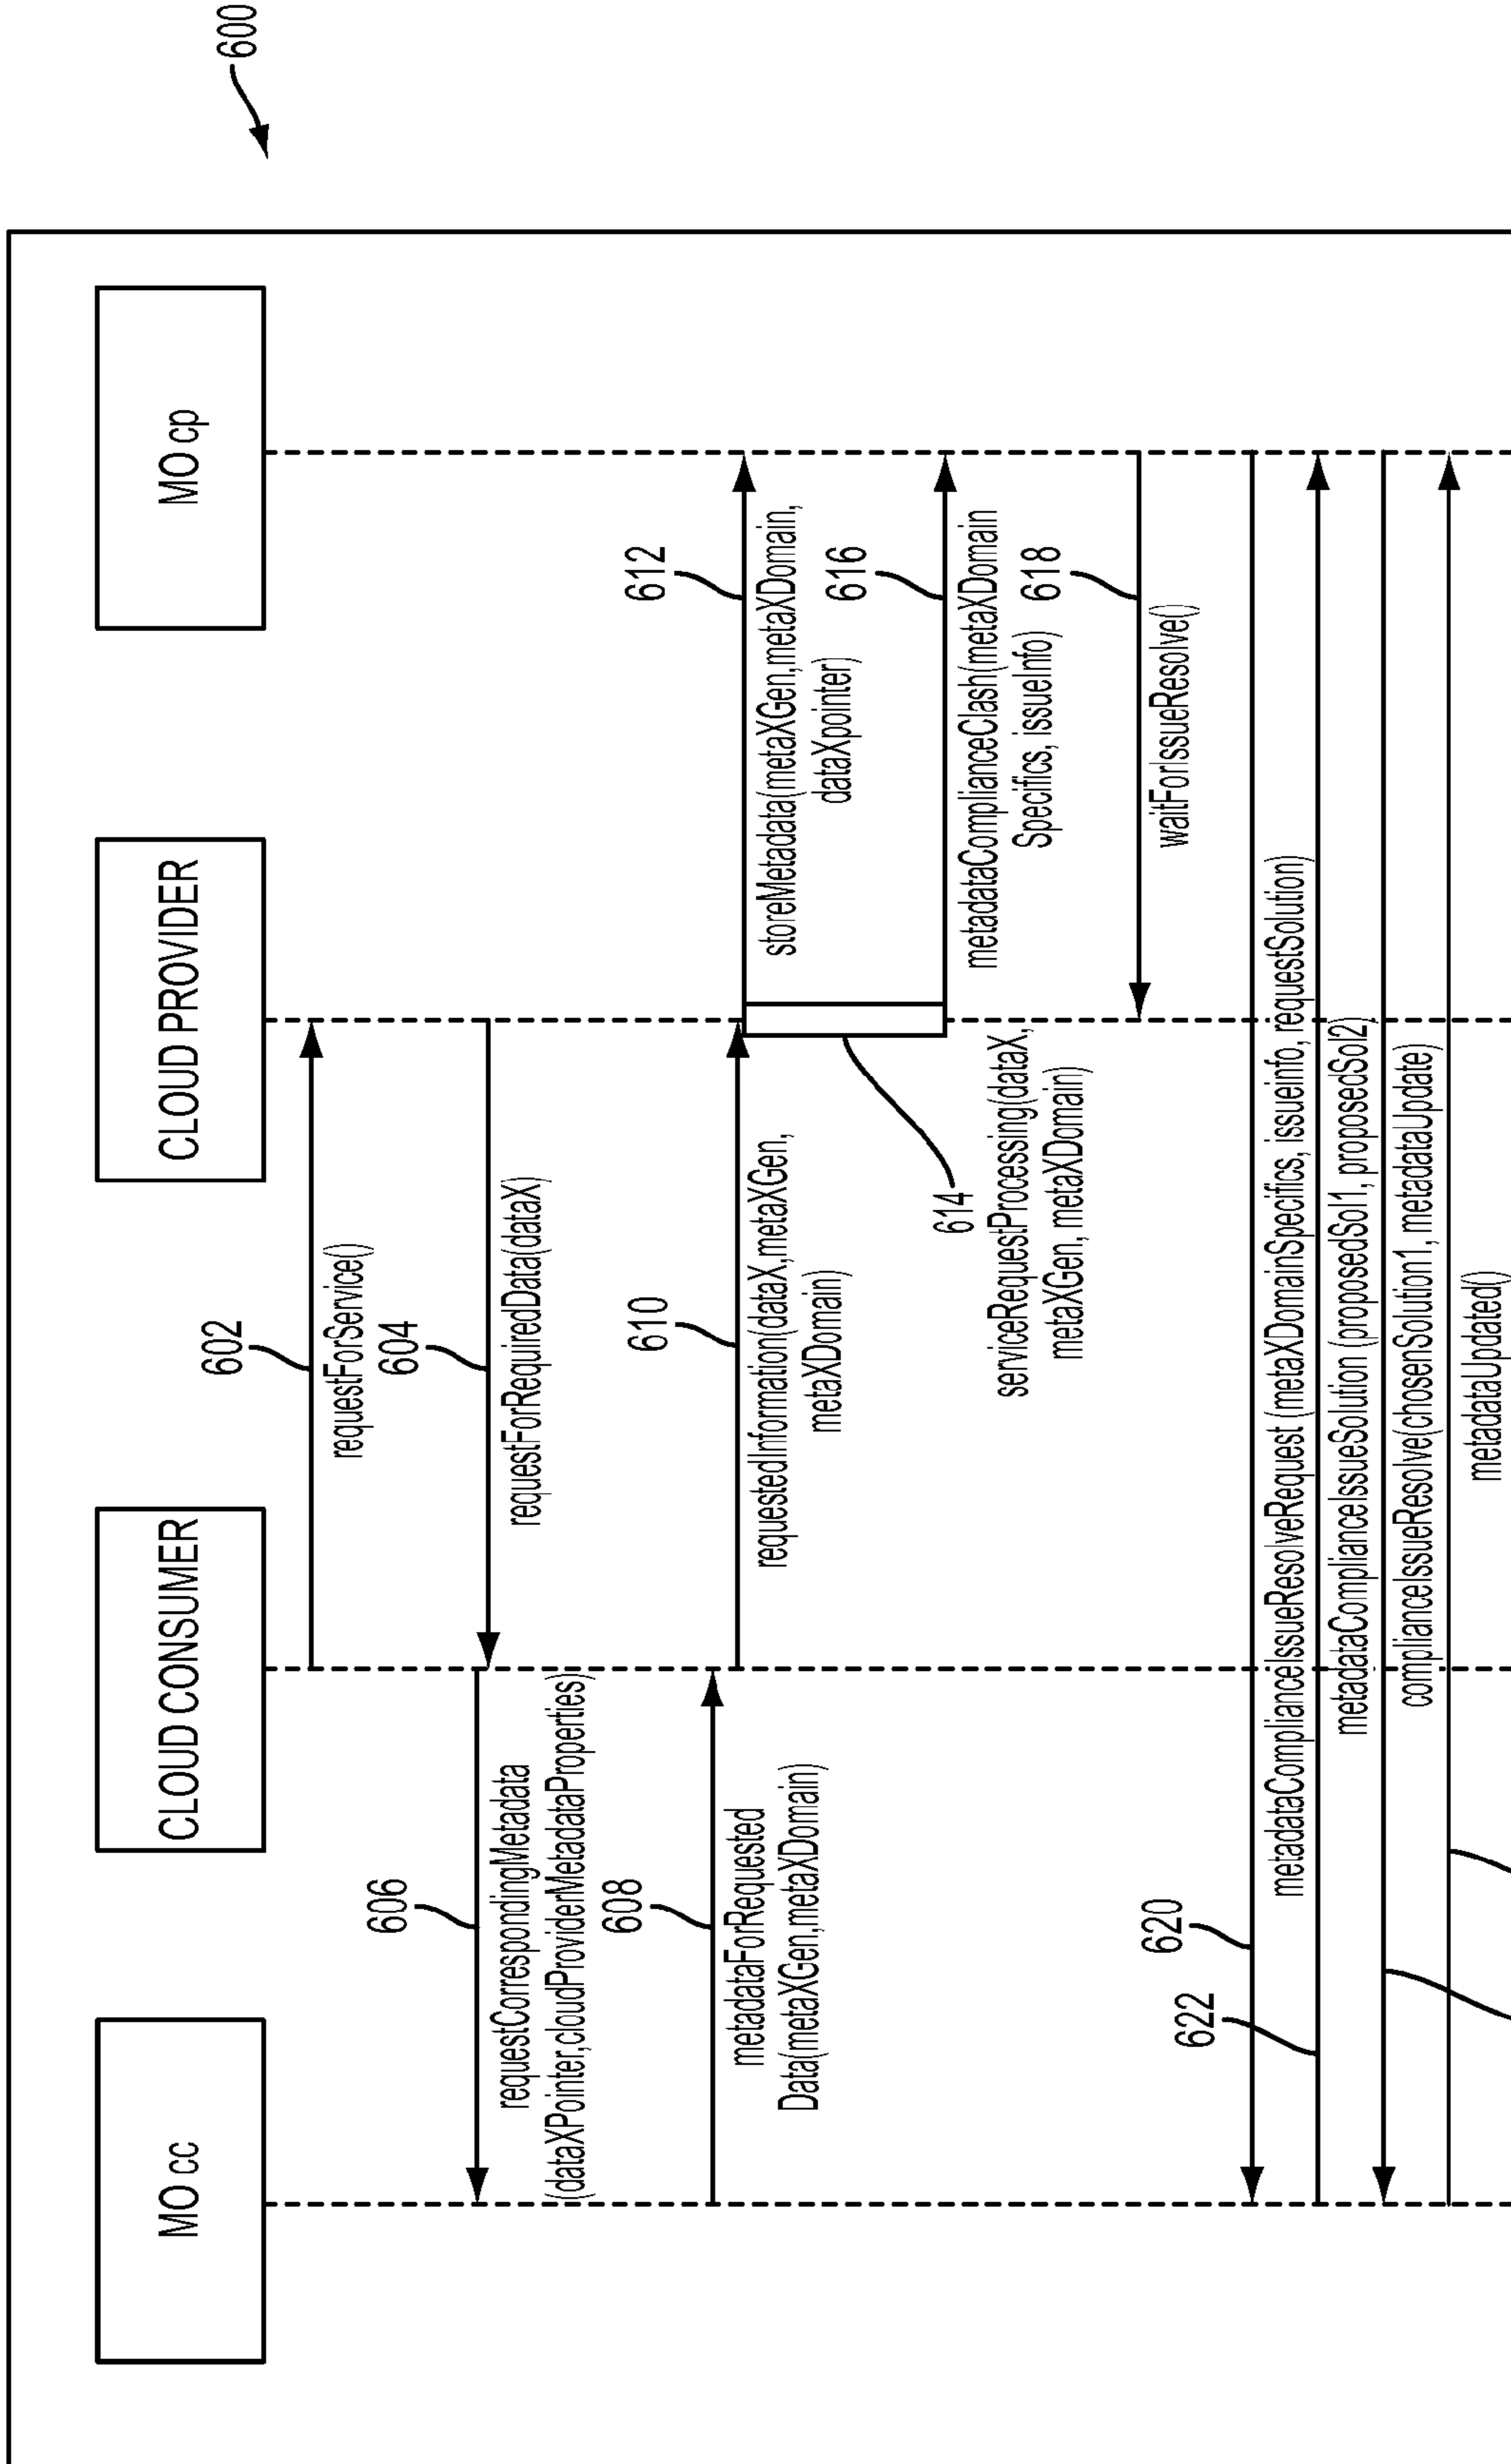 600
MO cc
CLOUD CONSUMER
CLOUD PROVIDER
MO cp
602
requestForService()
604
requestForRequiredData(dataX)
606
requestCorrespondingMetadata
(dataXPointer,cloudProviderMetadataProperties)
608
metadataForRequested
Data(metaXGen,metaXDomain)
610
requestedInformation(dataX,metaXGen,
metaXDomain)
612
storeMetadata(metaXGen,metaXDomain,
dataXpointer)
614
serviceRequestProcessing(dataX,
metaXGen, metaXDomain)
616
metadataComplianceClash(metaXDomain
Specifics, issueInfo)
618
waitForIssueResolve()
620
metadataComplianceIssueResolveRequest (metaXDomainSpecifics, issueinfo, requestSolution)
622
metadataComplianceIssueSolution (proposedSol1, proposedSol2)
complianceIssueResolve(chosenSolution1, metadataUpdate)
metadataUpdated()